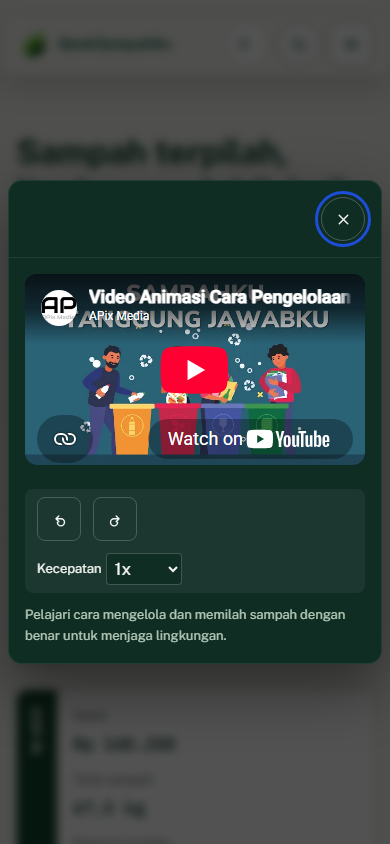 Sampah terpilah,
Video Animasi Cara Pengelolaan
APix Media
SAMPAHKU
TANGGUNG JAWABKU
Watch on YouTube
Kecepatan 1x
Pelajari cara mengelola dan memilah sampah dengan
benar untuk menjaga lingkungan.